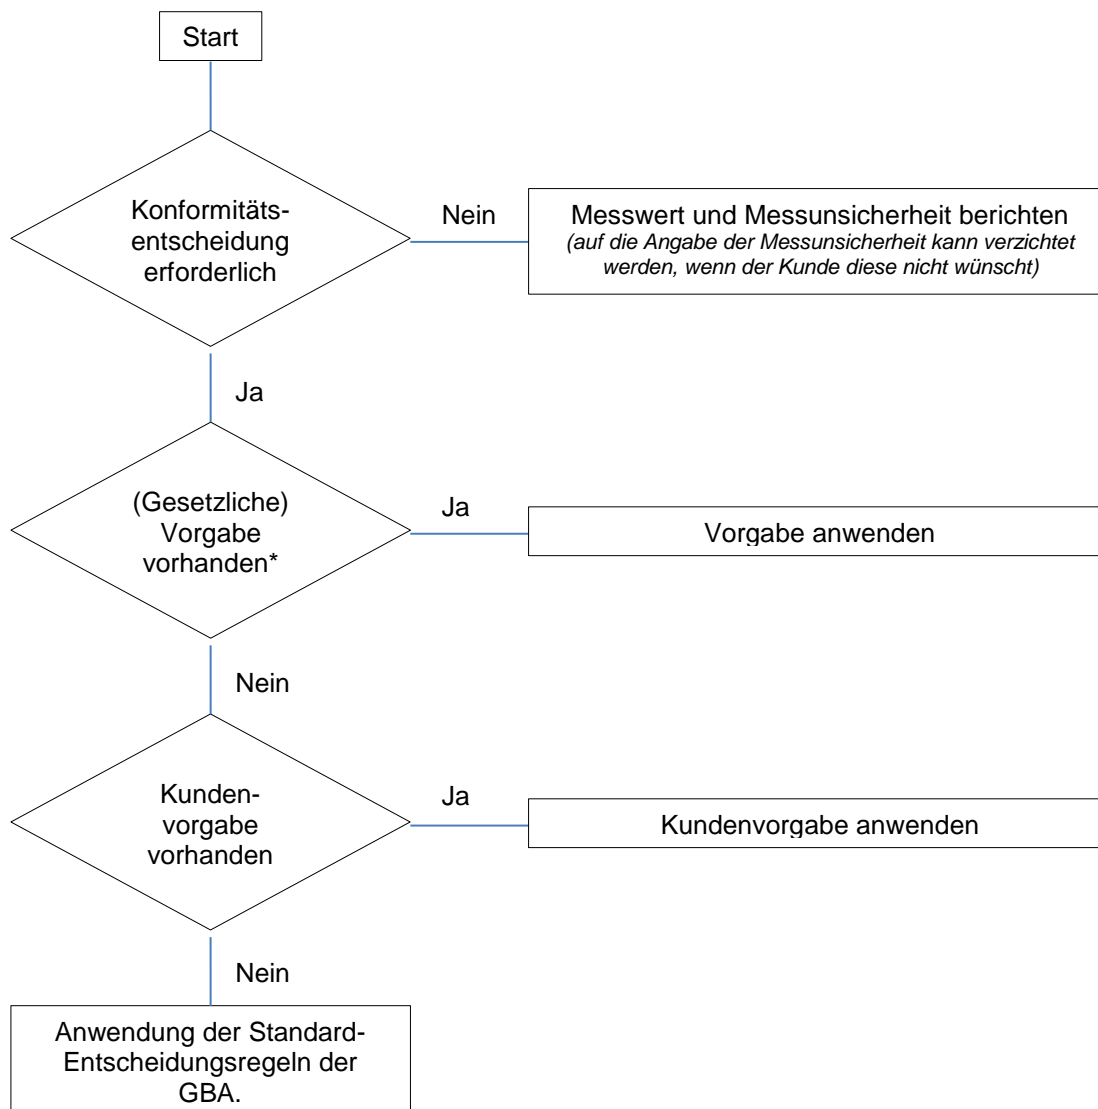 Start
Konformitäts-
entscheidung
erforderlich
Nein
Messwert und Messunsicherheit berichten
(auf die Angabe der Messunsicherheit kann verzichtet
werden, wenn der Kunde diese nicht wünscht)
Ja
(Gesetzliche)
Vorgabe
vorhanden*
Ja
Vorgabe anwenden
Nein
Kunden-
vorgabe
vorhanden
Ja
Kundenvorgabe anwenden
Nein
Anwendung der Standard-
Entscheidungsregeln der
GBA.